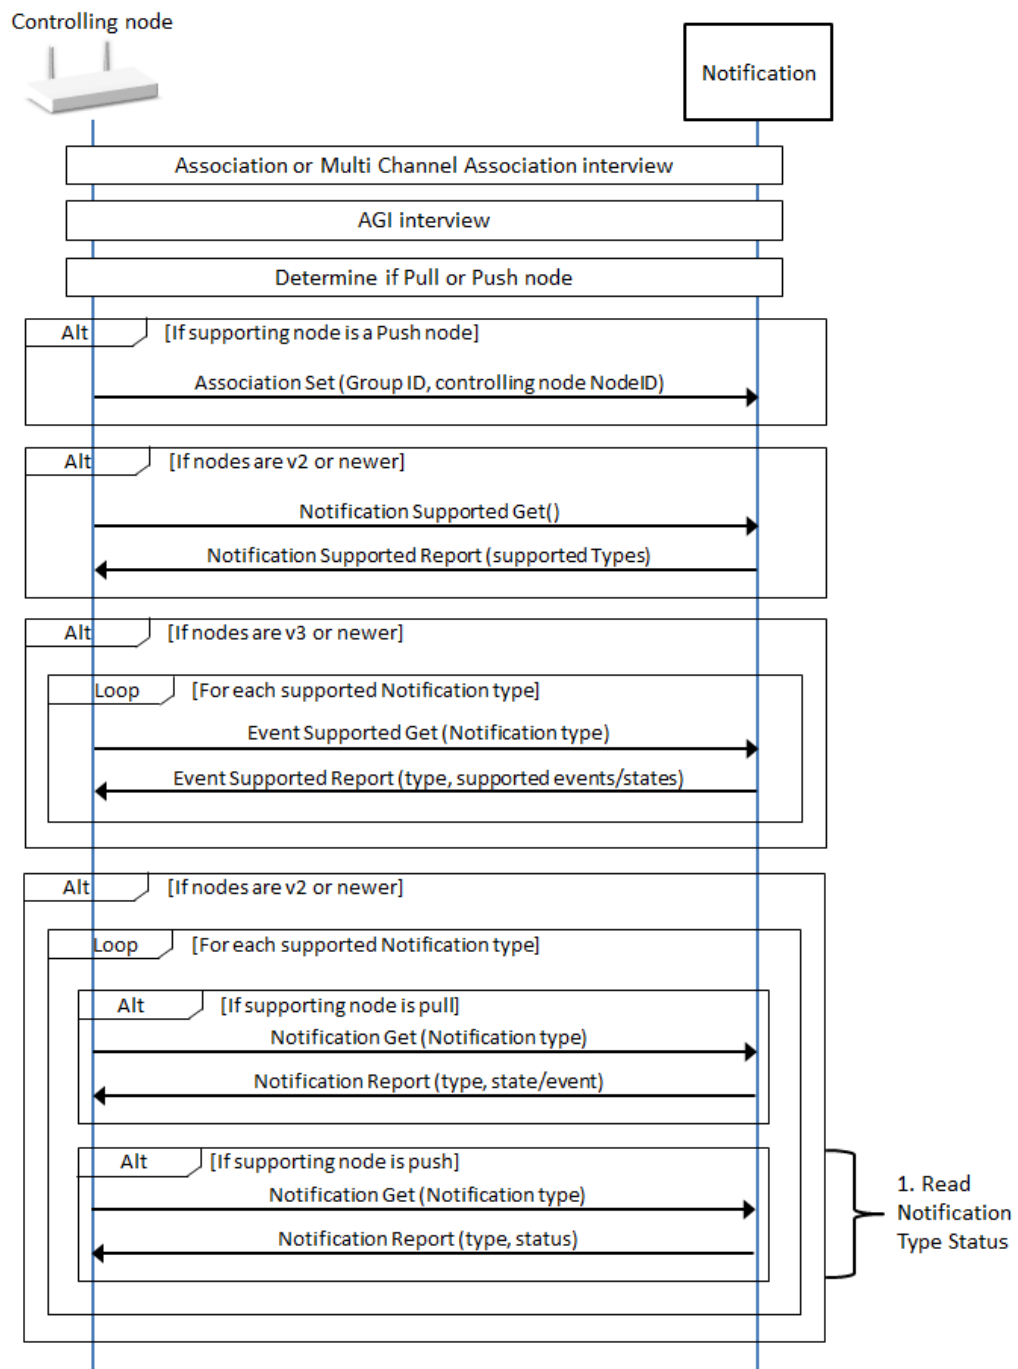 Controlling node
Notification
Association or Multi Channel Association interview
AGI interview
Determine if Pull or Push node
Alt [If supporting node is a Push node]
Association Set (Group ID, controlling node NodeID)
Alt [If nodes are v2 or newer]
Notification Supported Get()
Notification Supported Report (supported Types)
Alt [If nodes are v3 or newer]
Loop [For each supported Notification type]
Event Supported Get (Notification type)
Event Supported Report (type, supported events/states)
Alt [If nodes are v2 or newer]
Loop [For each supported Notification type]
Alt [If supporting node is pull]
Notification Get (Notification type)
Notification Report (type, state/event)
Alt [If supporting node is push]
Notification Get (Notification type)
Notification Report (type, status)
1. Read
Notification
Type Status